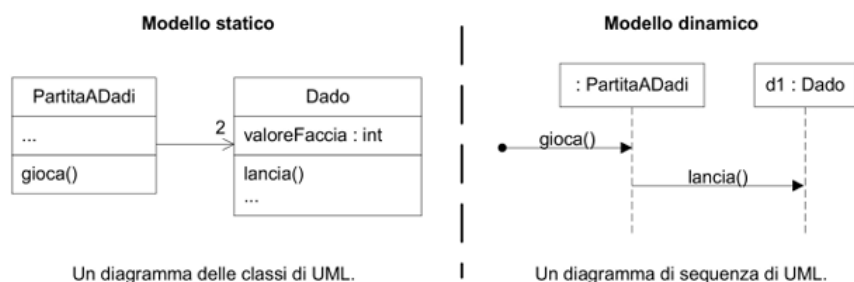 Modello statico
PartitaADadi
...
gioca()
2
Dado
valoreFaccia : int
lancia()
...
Un diagramma delle classi di UML.
Modello dinamico
: PartitaADadi
d1 : Dado
gioca()
lancia()
Un diagramma di sequenza di UML.